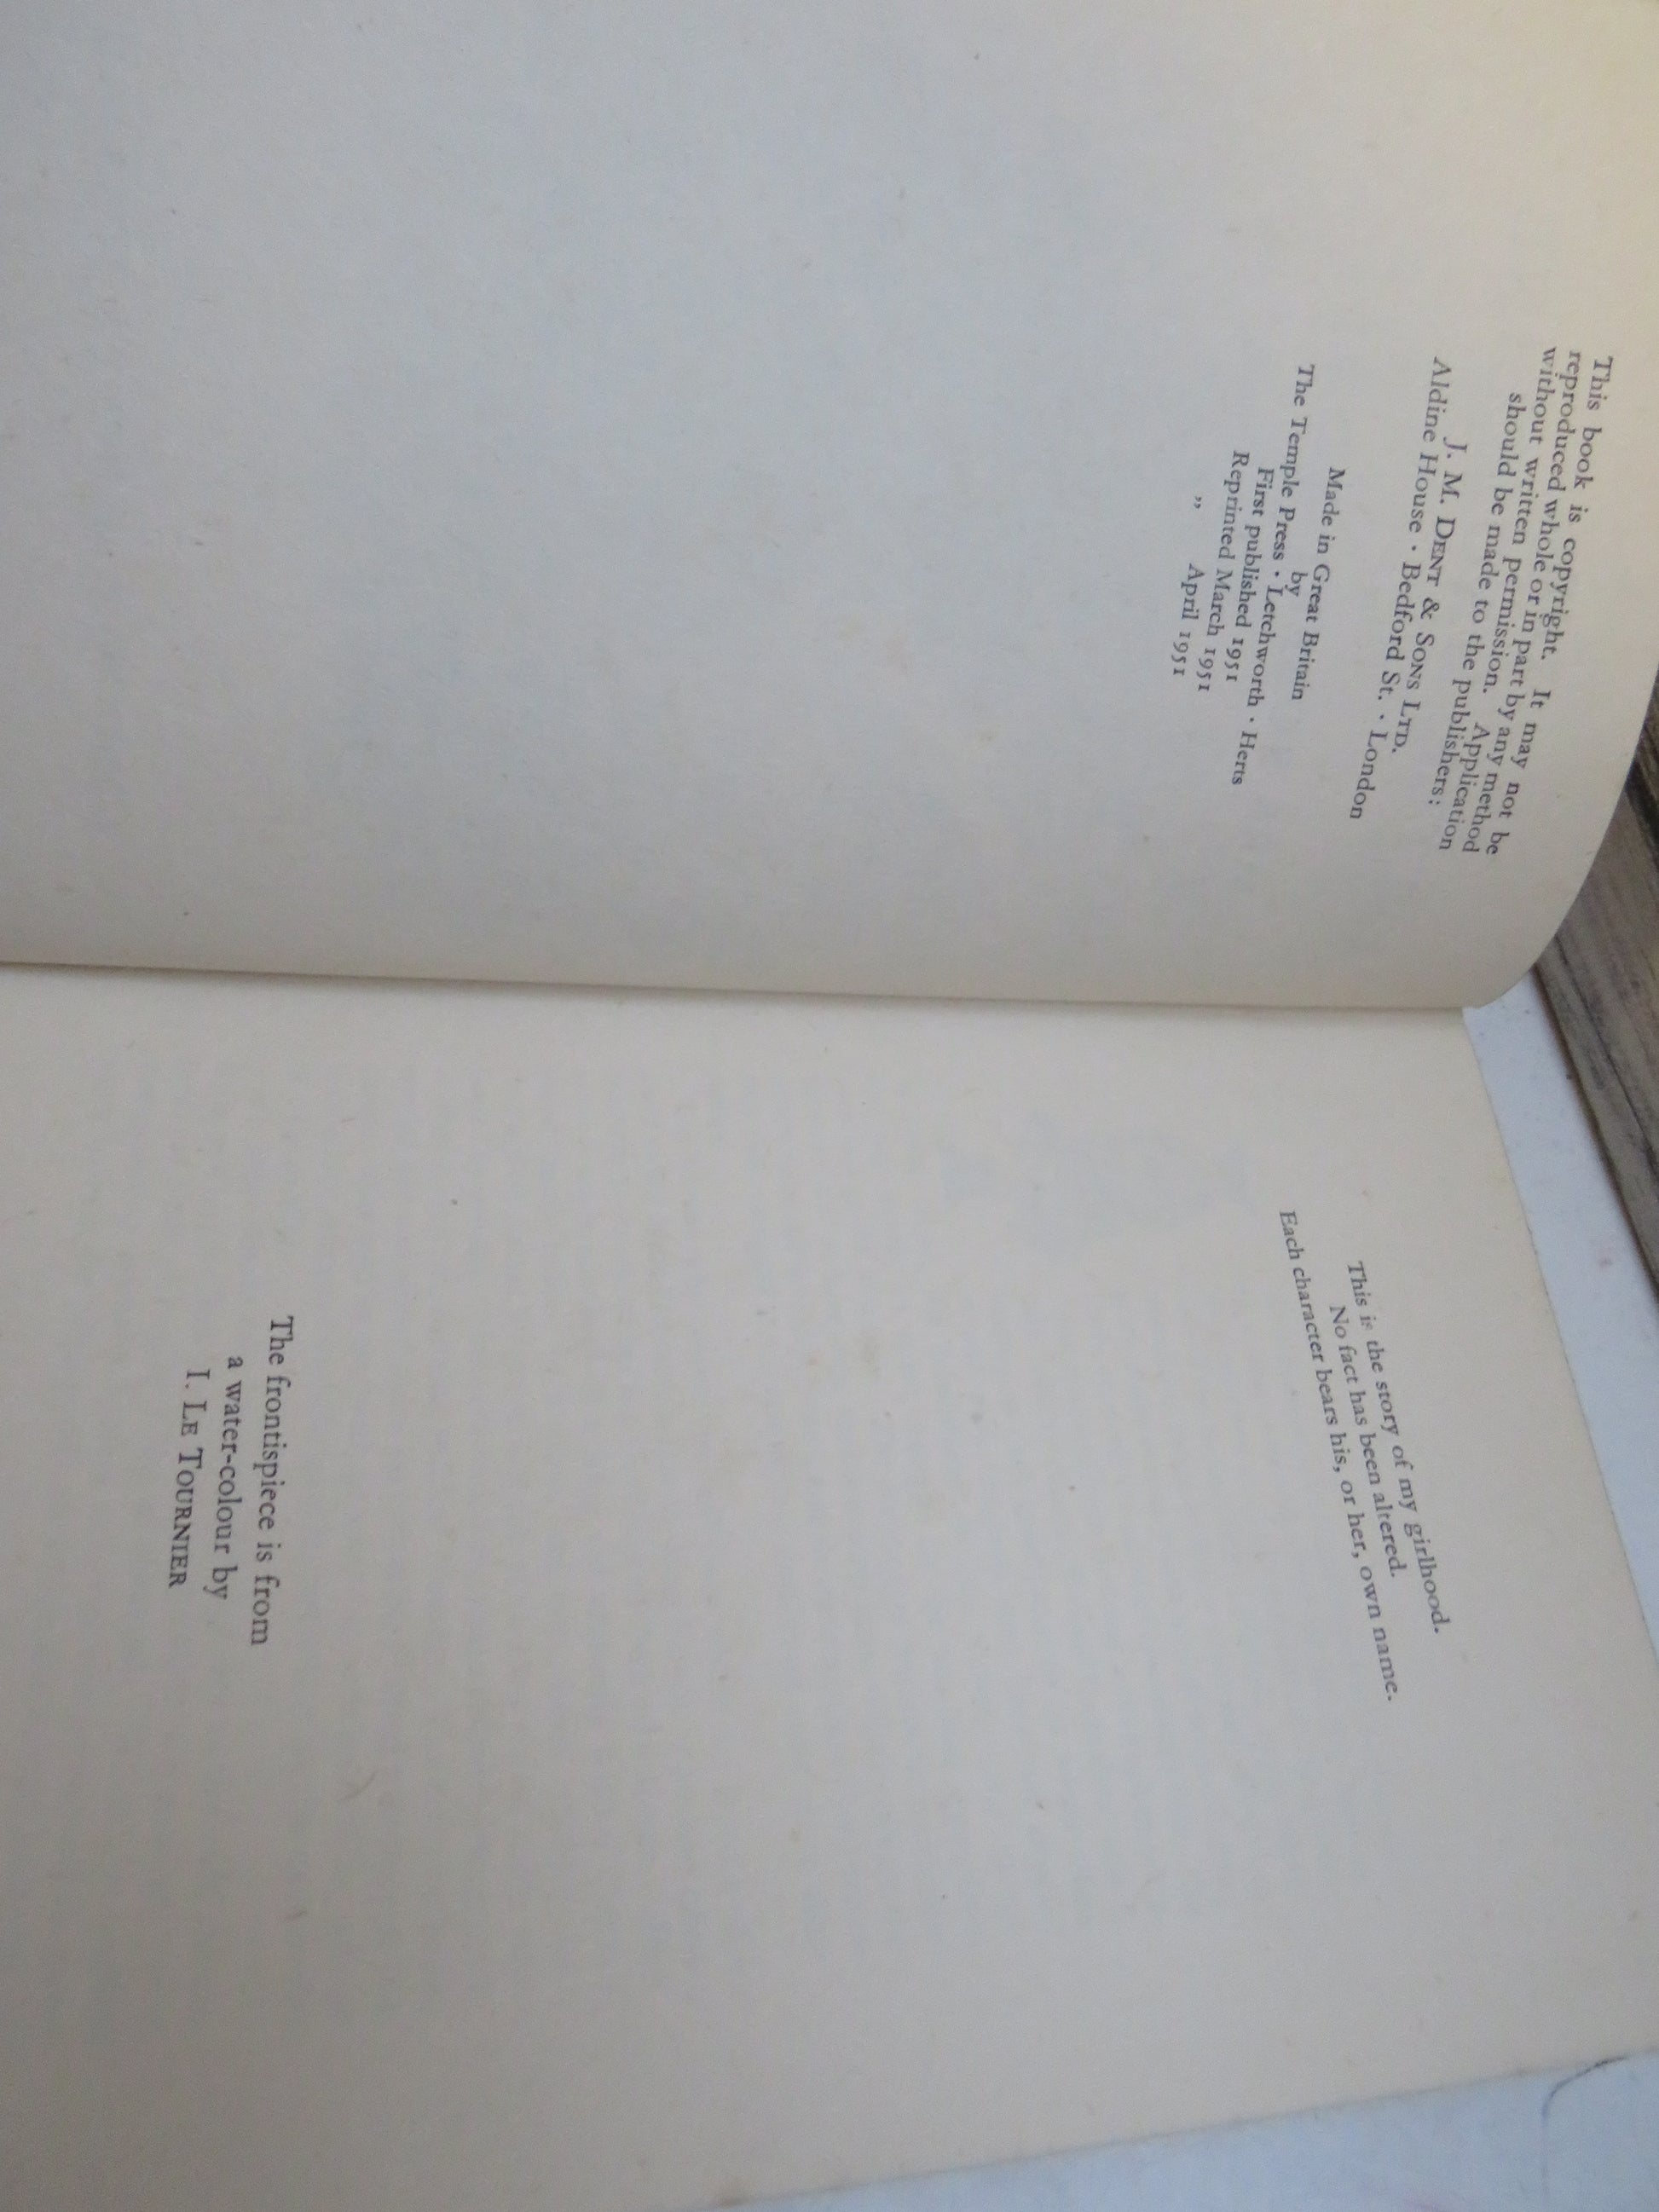 This book is copyright. It may not be
reproduced whole or in part by any method
without written permission. Application
should be made to the publishers:
J. M. DENT & SONS LTD.
Aldine House · Bedford St. · London
Made in Great Britain
by
The Temple Press · Letchworth · Herts
First published 1951
Reprinted March 1951
„ April 1951
This is the story of my girlhood.
No fact has been altered.
Each character bears his, or her, own name.
The frontispiece is from
a water-colour by
I. LE TOURNIER